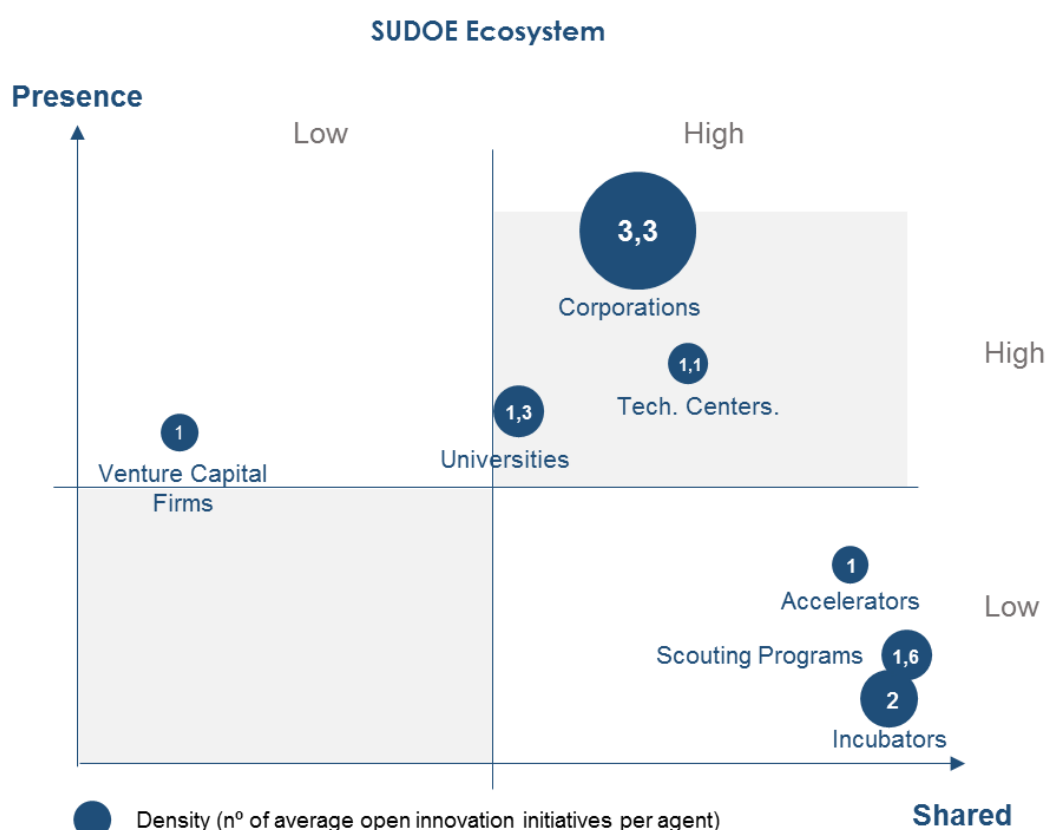 SUDOE Ecosystem
Presence
Low
High
3,3
Corporations
High
1,1
Tech. Centers.
1,3
Universities
1
Venture Capital
Firms
1
Accelerators
Low
Scouting Programs
1,6
2
Incubators
Shared
Density (nº of average open innovation initiatives per agent)